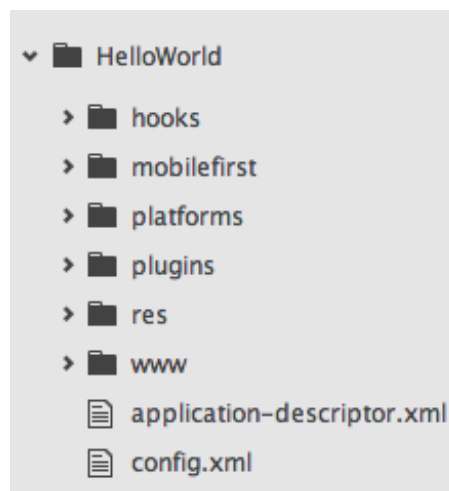 HelloWorld
hooks
mobilefirst
platforms
plugins
res
www
application-descriptor.xml
config.xml